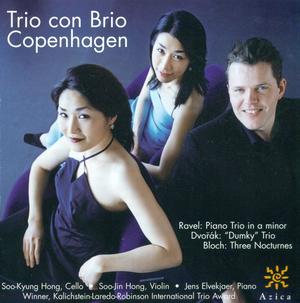 Trio con Brio
Copenhagen
Ravel: Piano Trio in a minor
Dvořák: "Dumky" Trio
Bloch: Three Nocturnes
Soo-Kyung Hong, Cello • Soo-Jin Hong, Violin • Jens Elvekjaer, Piano
Winner, Kalichstein-Laredo-Robinson International Trio Award
Azica